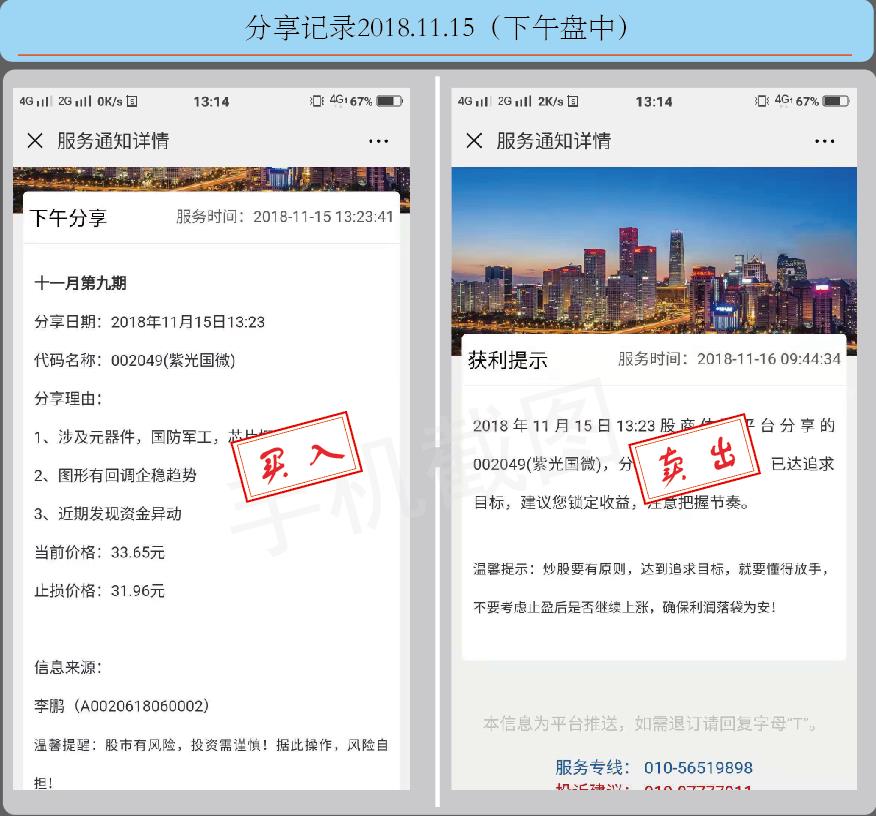 分享记录2018.11.15（下午盘中）
4G 2G 0K/s 13:14 4G 67%
服务通知详情
下午分享 服务时间：2018-11-15 13:23:41
十一月第九期
分享日期：2018年11月15日13:23
代码名称：002049(紫光国微)
分享理由：
1、涉及元器件，国防军工，芯片
2、图形有回调企稳趋势
3、近期发现资金异动
买入
当前价格：33.65元
止损价格：31.96元
信息来源：
李鹏（A0020618060002）
温馨提醒：股市有风险，投资需谨慎！据此操作，风险自
担！
4G 2G 2K/s 13:14 4G 67%
服务通知详情
获利提示 服务时间：2018-11-16 09:44:34
2018年11月15日13:23股商 平台分享的
002049(紫光国微)，分 已达追求
目标，建议您锁定收益，注意把握节奏。
卖出
温馨提示：炒股要有原则，达到追求目标，就要懂得放手，
不要考虑止盈后是否继续上涨，确保利润落袋为安！
本信息为平台推送，如需退订请回复字母“T”。
服务专线： 010-56519898
手机截图